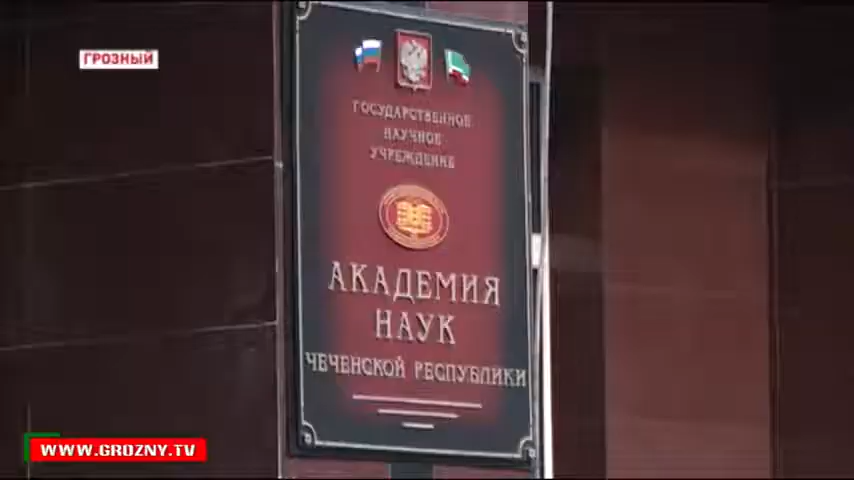 ГРОЗНЫЙ
ГОСУДАРСТВЕННОЕ
НАУЧНОЕ
УЧРЕЖДЕНИЕ
АКАДЕМИЯ
НАУК
ЧЕЧЕНСКОЙ РЕСПУБЛИКИ
WWW.GROZNY.TV